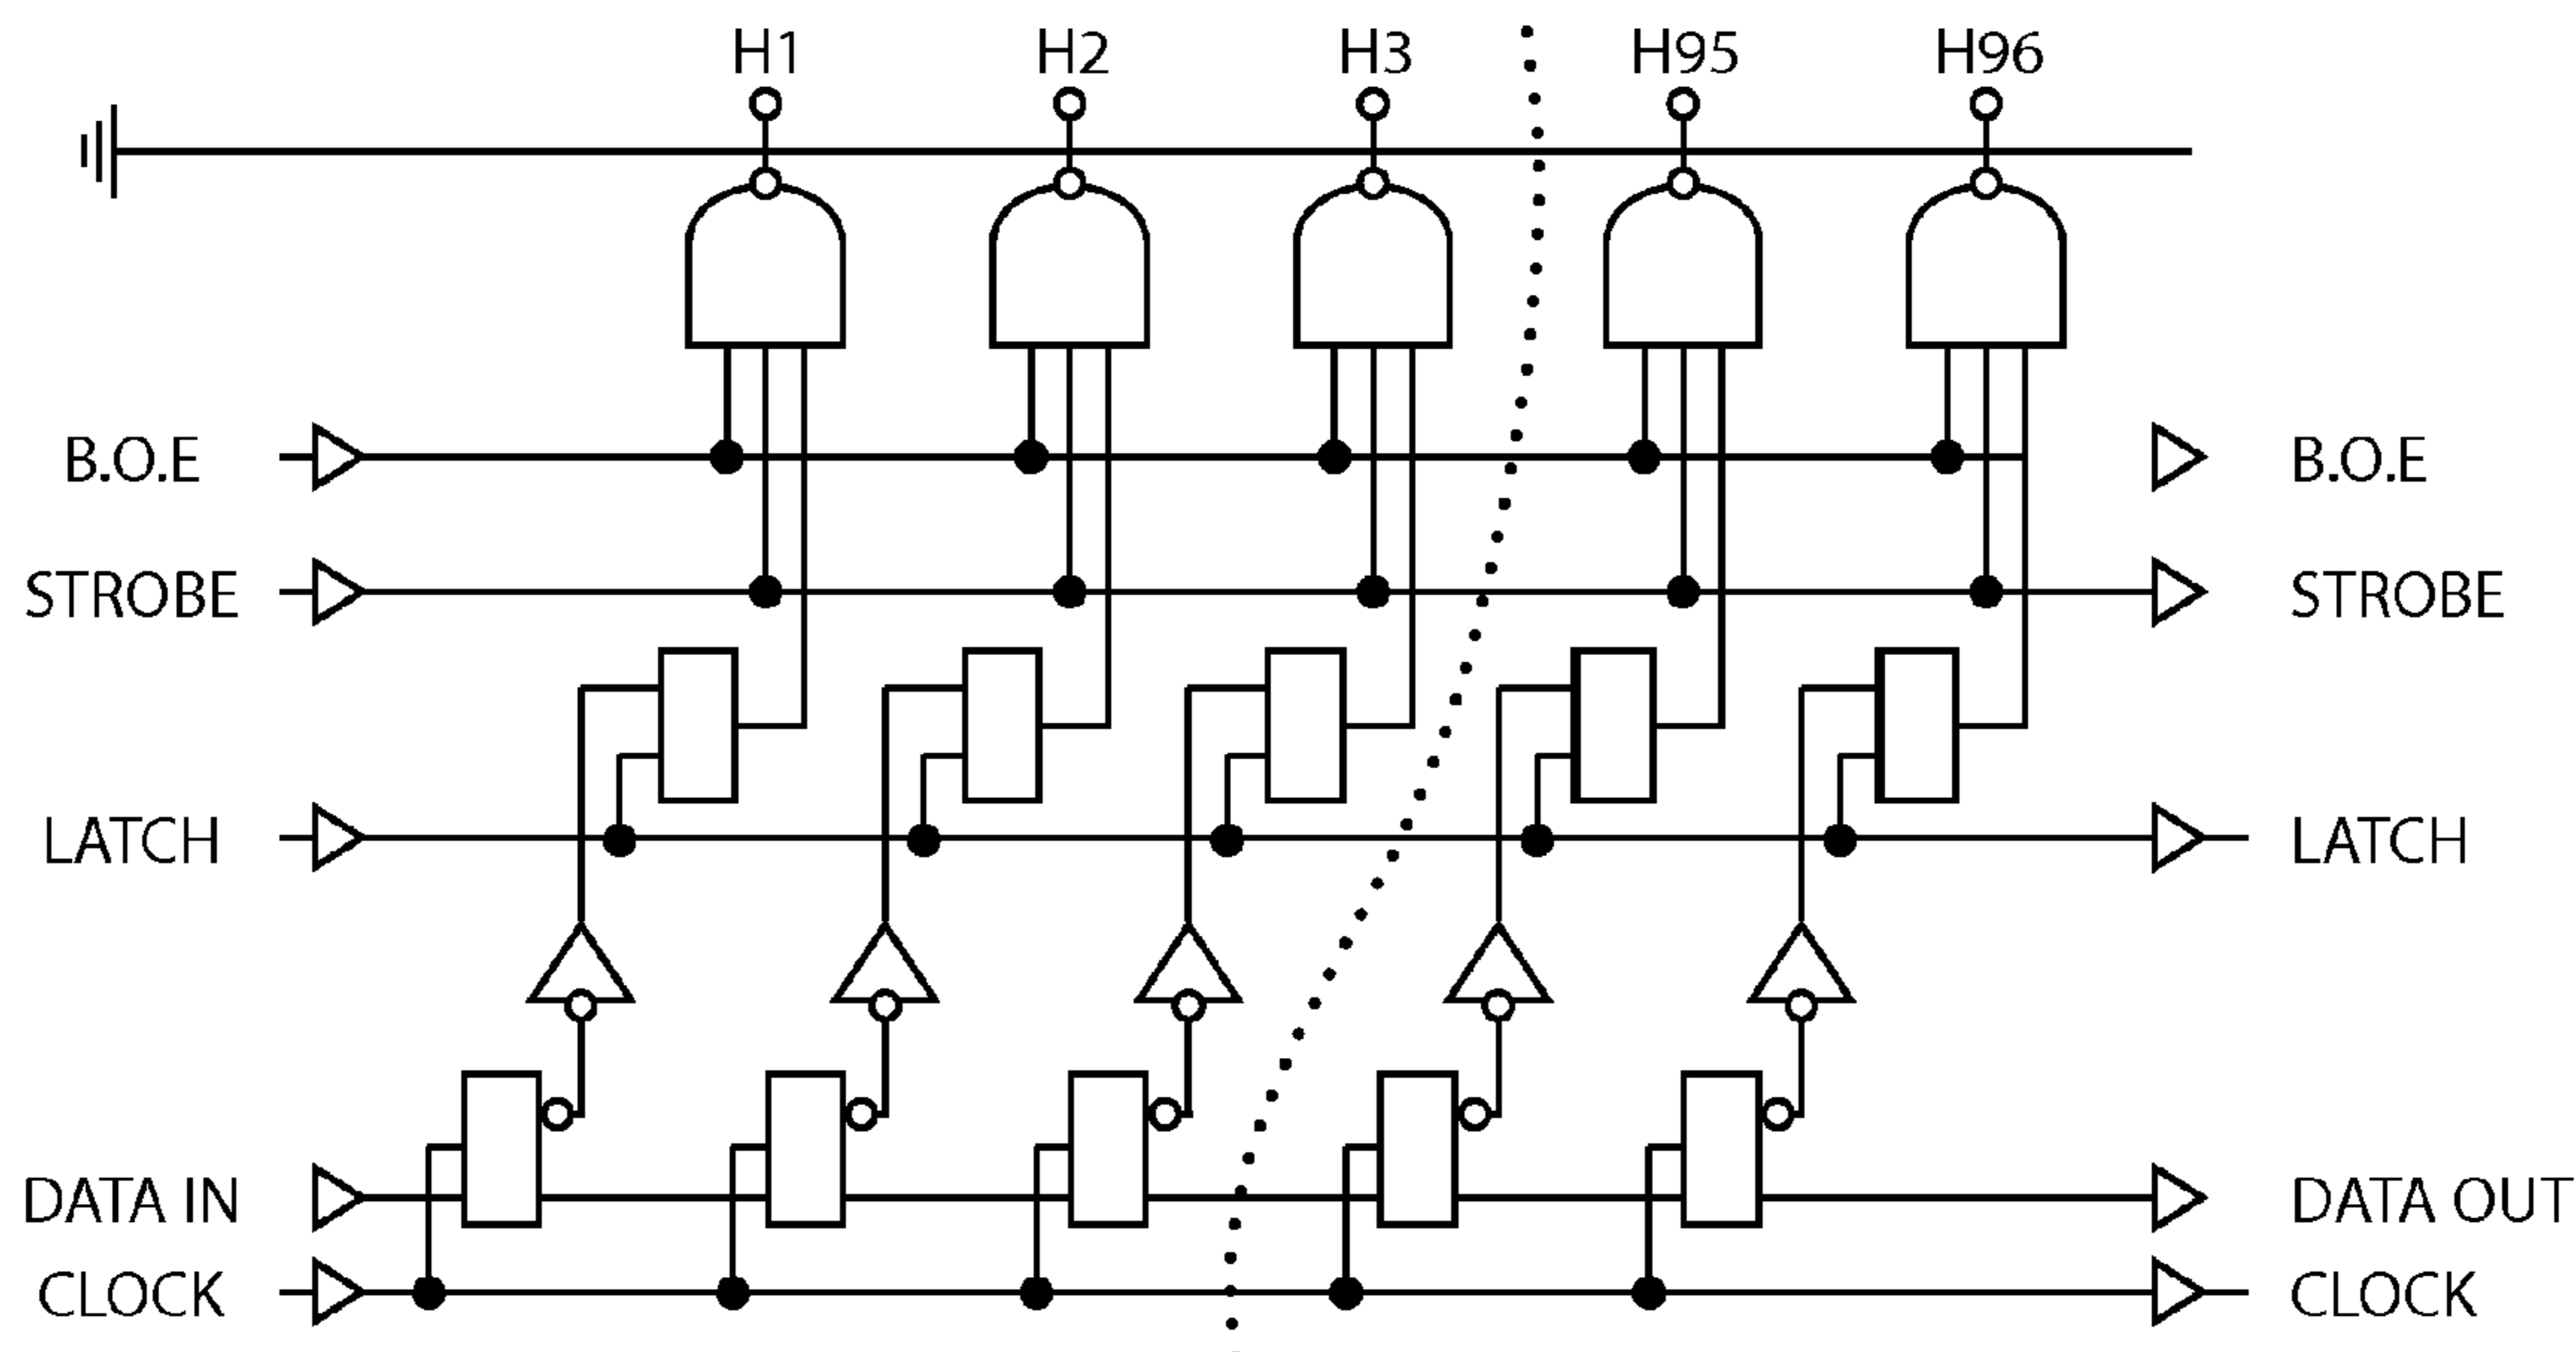 H1 H2 H3 H95 H96
B.O.E B.O.E
STROBE STROBE
LATCH LATCH
DATA IN DATA OUT
CLOCK CLOCK